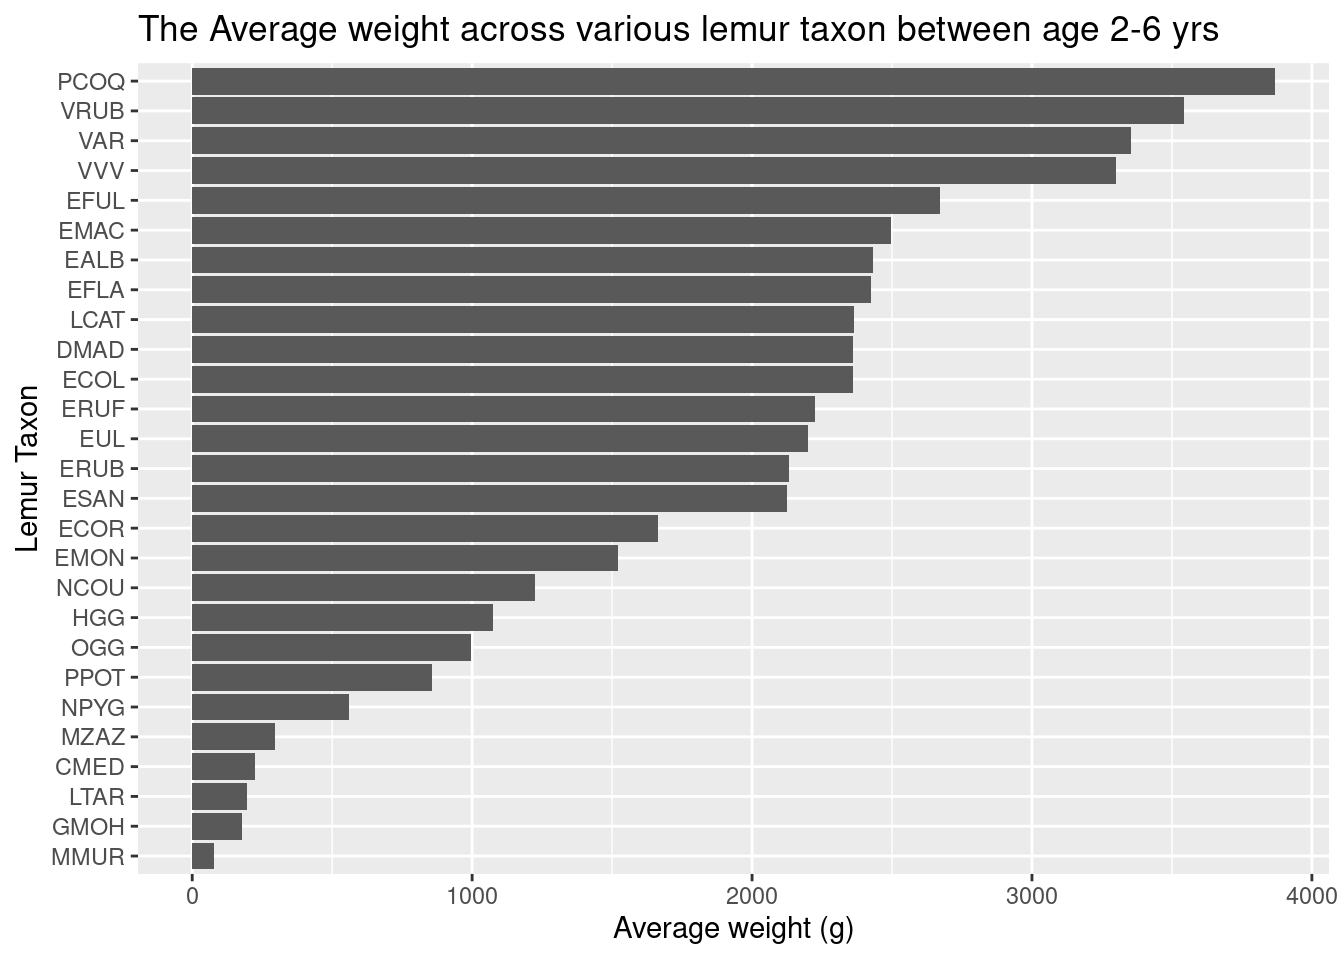 The Average weight across various lemur taxon between age 2-6 yrs
Lemur Taxon
PCOQ
VRUB
VAR
VVV
EFUL
EMAC
EALB
EFLA
LCAT
DMAD
ECOL
ERUF
EUL
ERUB
ESAN
ECOR
EMON
NCOU
HGG
OGG
PPOT
NPYG
MZAZ
CMED
LTAR
GMOH
MMUR
0 1000 2000 3000 4000
Average weight (g)